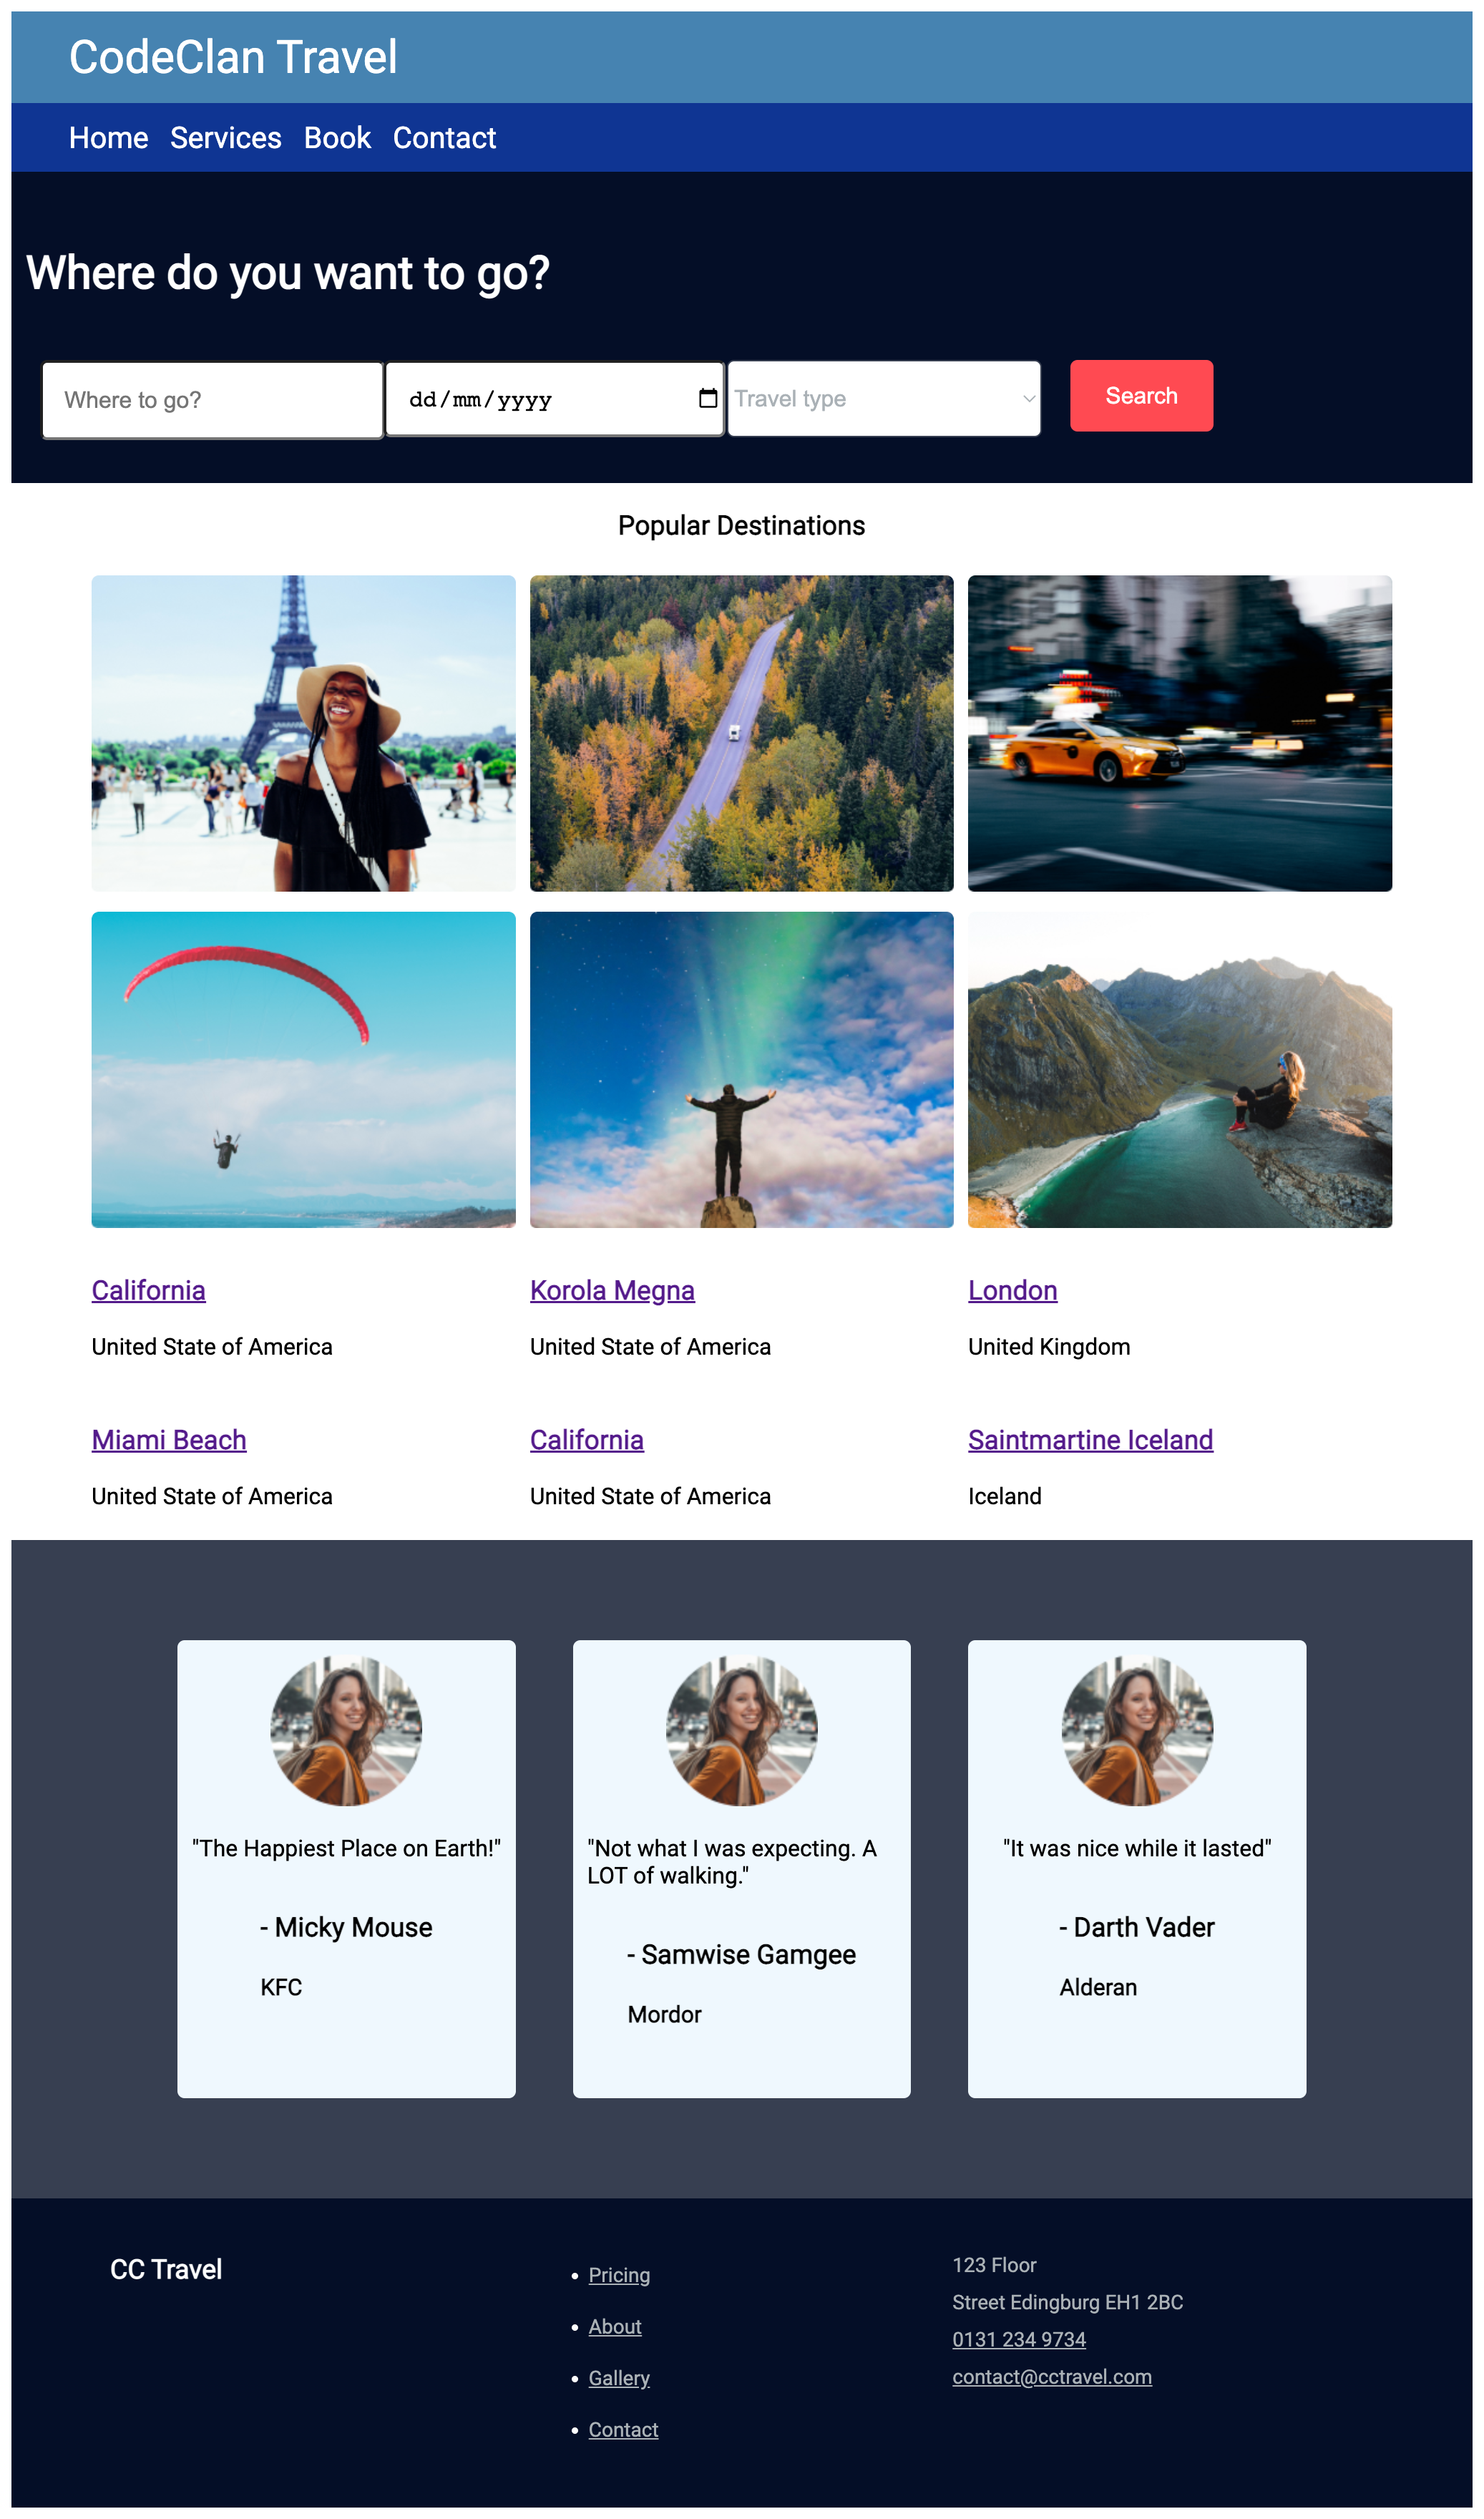 CodeClan Travel
Home Services Book Contact
Where do you want to go?
Where to go?
dd/mm/yyyy
Travel type
Search
Popular Destinations
California
United State of America
Korola Megna
United State of America
London
United Kingdom
Miami Beach
United State of America
California
United State of America
Saintmartine Iceland
Iceland
"The Happiest Place on Earth!"
- Micky Mouse
KFC
"Not what I was expecting. A
LOT of walking."
- Samwise Gamgee
Mordor
"It was nice while it lasted"
- Darth Vader
Alderan
CC Travel
Pricing
About
Gallery
Contact
123 Floor
Street Edingburg EH1 2BC
0131 234 9734
contact@cctravel.com